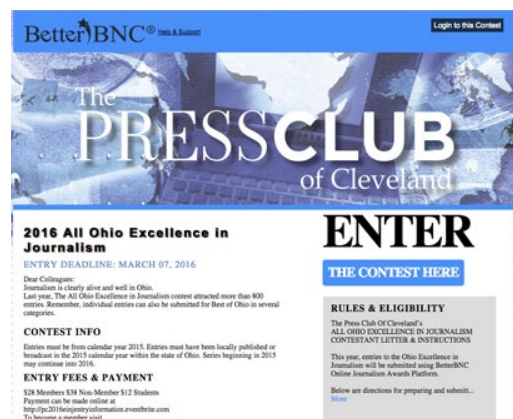 BetterBNC® Help & Support
Login to this Contest
The
PRESSCLUB
of Cleveland
2016 All Ohio Excellence in
Journalism
ENTRY DEADLINE: MARCH 07, 2016
Dear Colleagues:
Journalism is clearly alive and well in Ohio.
Last year, The All Ohio Excellence in Journalism contest attracted more than 800
entries. Remember, individual entries can also be submitted for Best of Ohio in several
categories.
CONTEST INFO
Entries must be from calendar year 2015. Entries must have been locally published or
broadcast in the 2015 calendar year within the state of Ohio. Series beginning in 2015
may continue into 2016.
ENTRY FEES & PAYMENT
$28 Members $38 Non-Member $12 Students
Payment can be made online at
http://pc2016einjentryinformation.eventbrite.com
To become a member visit
ENTER
THE CONTEST HERE
RULES & ELIGIBILITY
The Press Club Of Cleveland's
ALL OHIO EXCELLENCE IN JOURNALISM
CONTESTANT LETTER & INSTRUCTIONS
This year, entries to the Ohio Excellence in
Journalism will be submitted using BetterBNC
Online Journalism Awards Platform.
Below are directions for preparing and submitt...
More